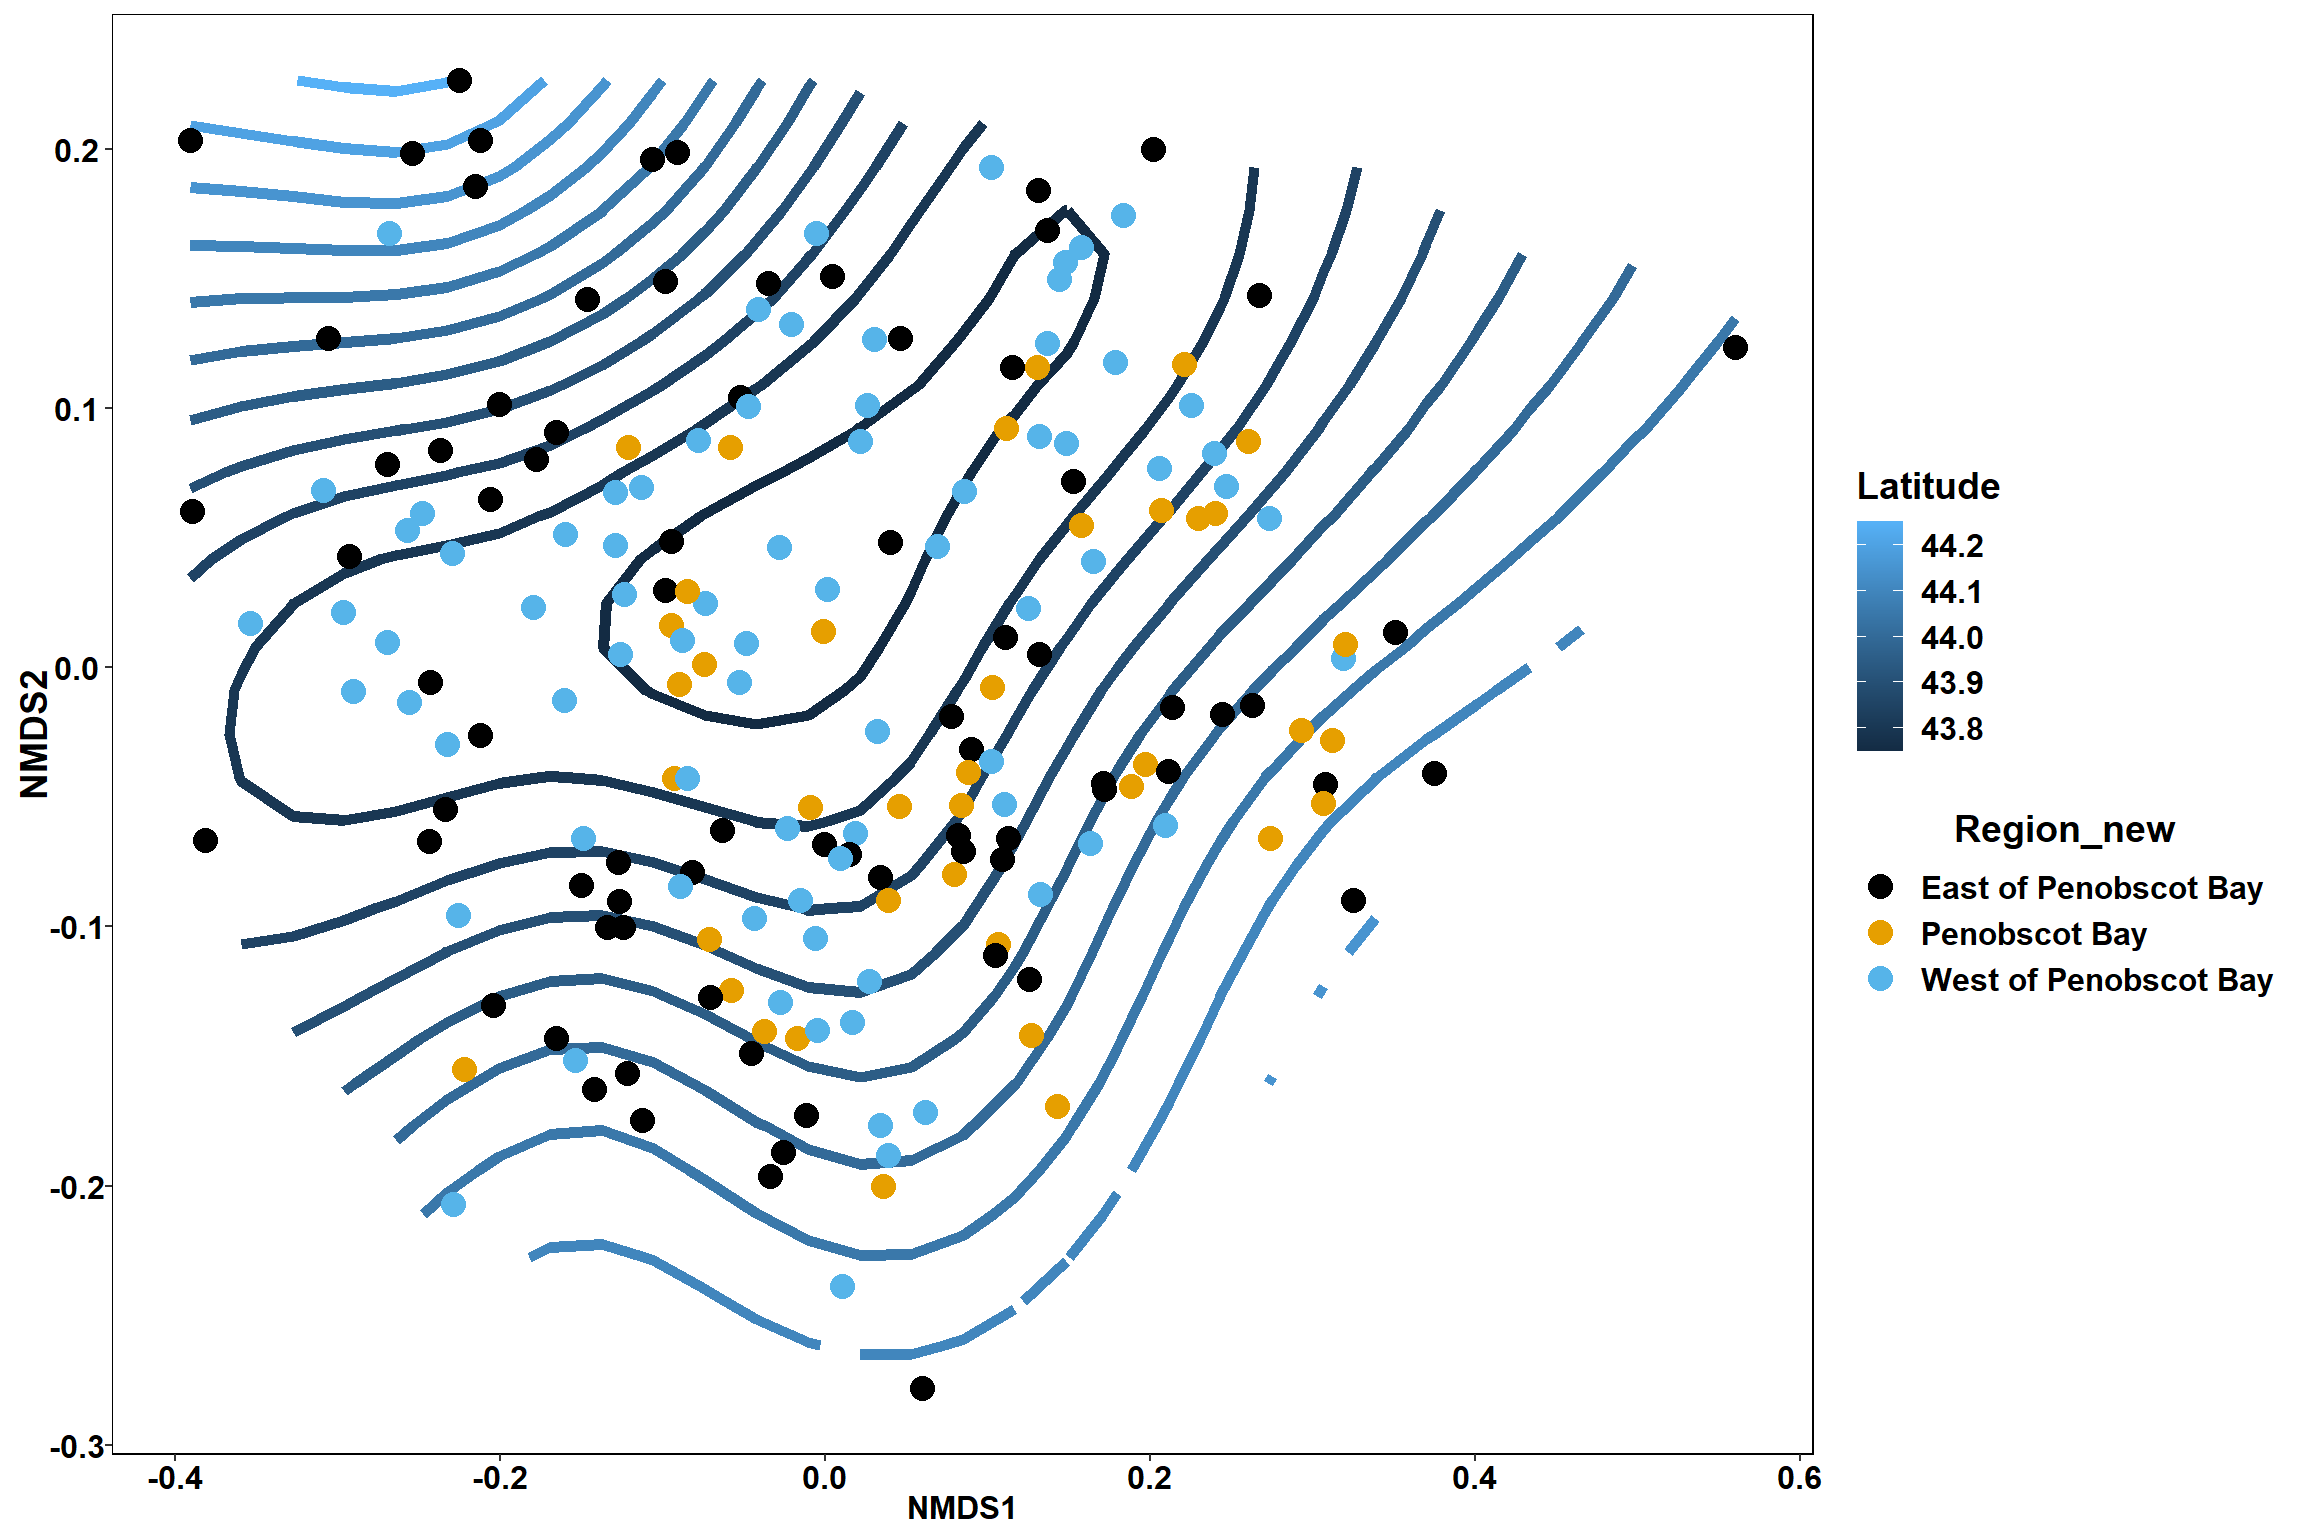 0.2
0.1
0.0
-0.1
-0.2
-0.3
NMDS2
-0.4
-0.2
0.0
0.2
0.4
0.6
NMDS1
Latitude
44.2
44.1
44.0
43.9
43.8
Region_new
East of Penobscot Bay
Penobscot Bay
West of Penobscot Bay